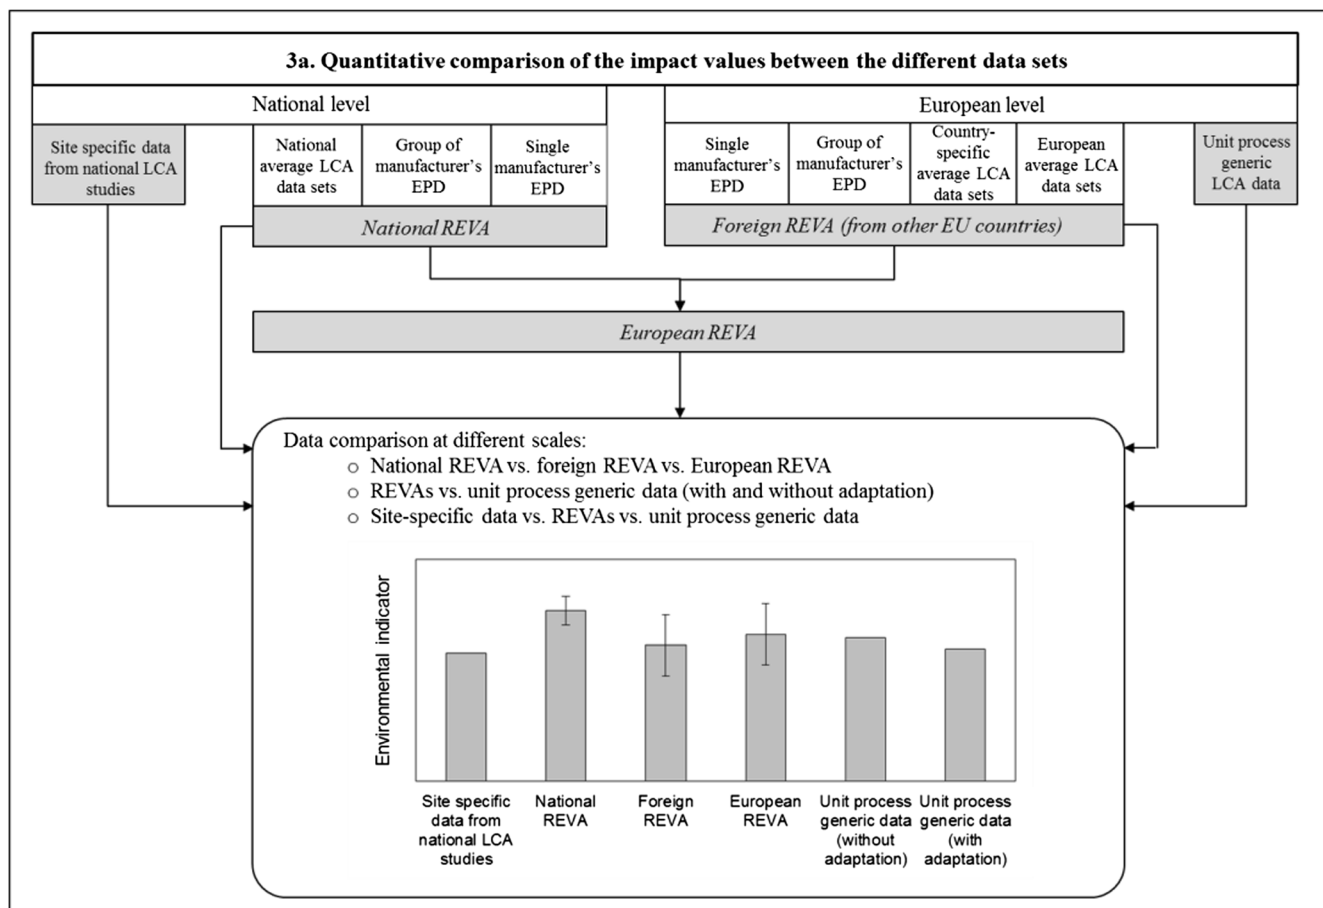 3a. Quantitative comparison of the impact values between the different data sets
National level
European level
Site specific data
from national LCA
studies
National
average LCA
data sets
Group of
manufacturer's
EPD
Single
manufacturer's
EPD
Single
manufacturer's
EPD
Group of
manufacturer's
EPD
Country-
specific
average LCA
data sets
European
average LCA
data sets
Unit process
generic
LCA data
National REVA
Foreign REVA (from other EU countries)
European REVA
Data comparison at different scales:
○ National REVA vs. foreign REVA vs. European REVA
○ REVAs vs. unit process generic data (with and without adaptation)
○ Site-specific data vs. REVAs vs. unit process generic data
Environmental indicator
Site specific
data from
national LCA
studies
National
REVA
Foreign
REVA
European
REVA
Unit process
generic data
(without
adaptation)
Unit process
generic data
(with
adaptation)